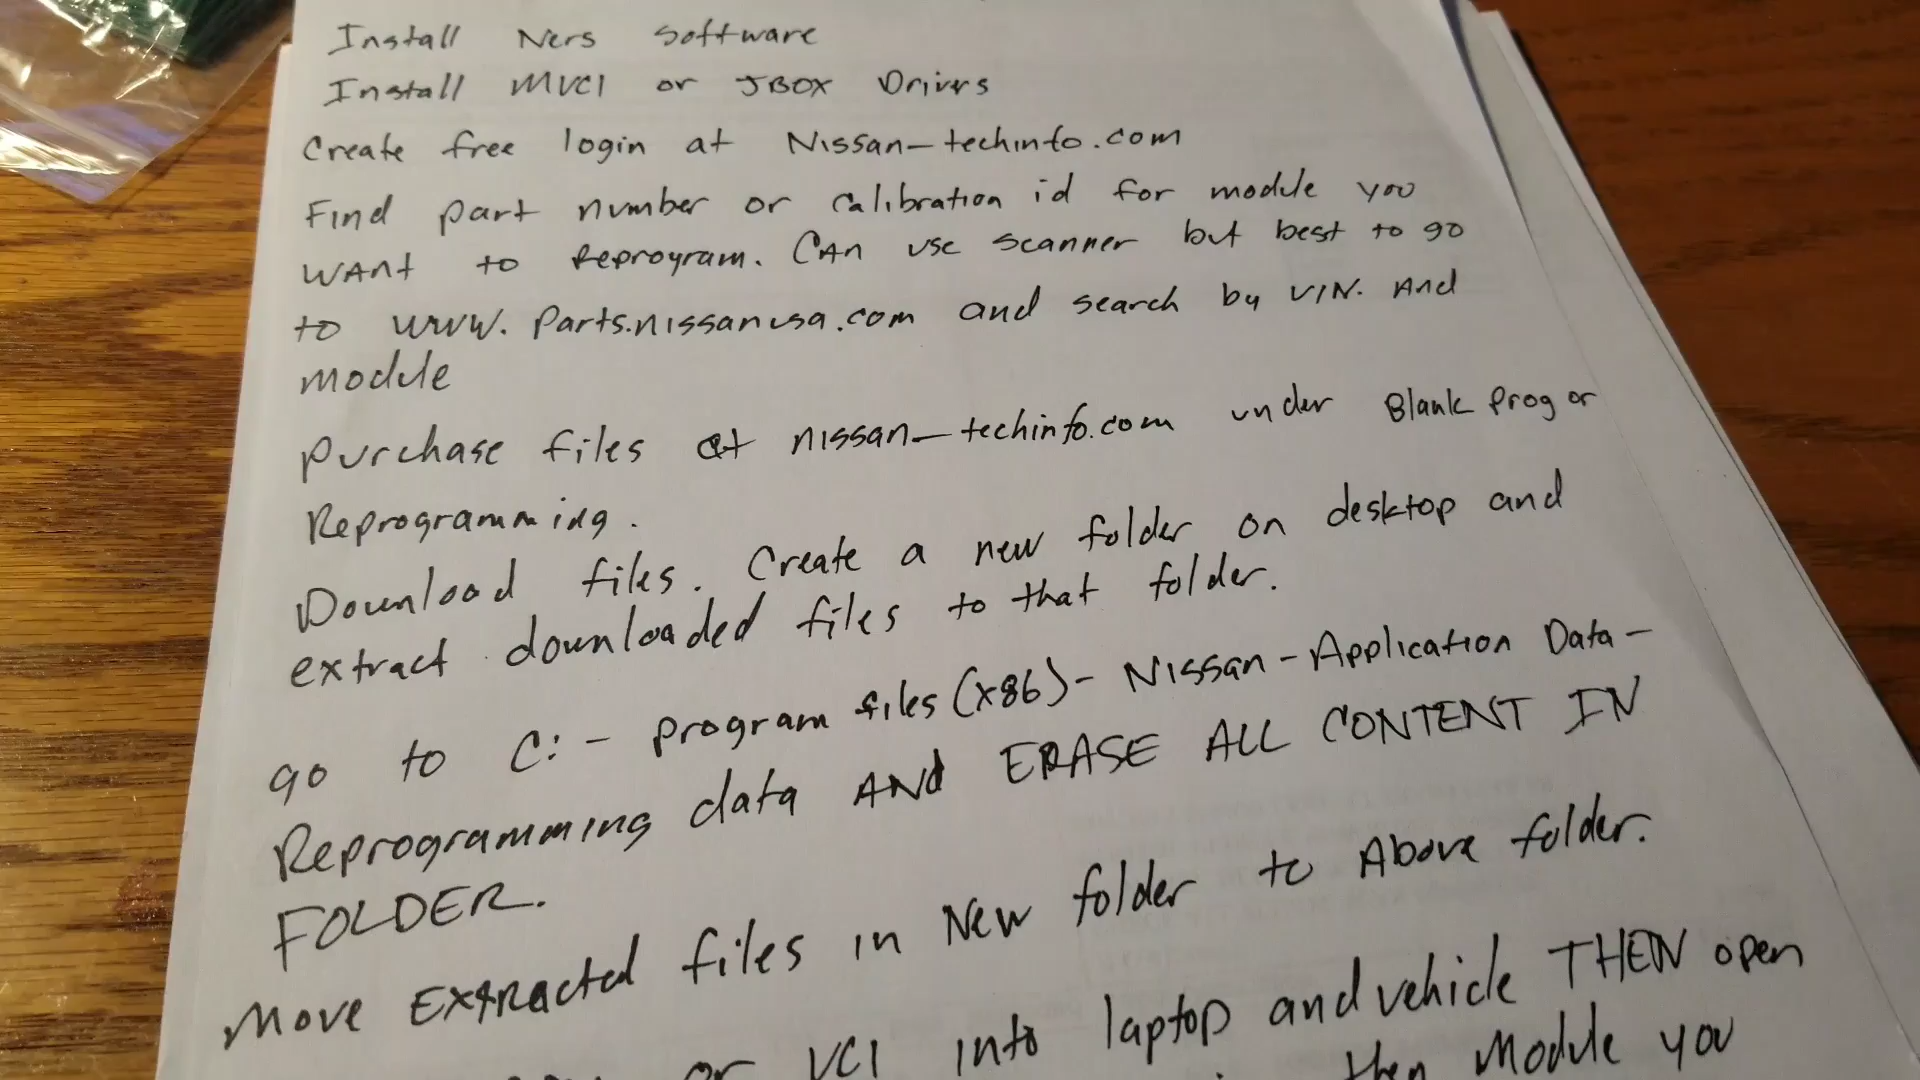 Install Ners Software
Install MVCI or JBOX Drivers
Create free login at Nissan-techinfo.com
Find part number or calibration id for module you
WANt to Reprogram. CAn use scanner but best to go
to www. Parts.nissanusa.com and search by VIN. And
module
purchase files at nissan-techinfo.com under Blank Prog or
Reprogramming.
Download files. Create a new folder on desktop and
extract downloaded files to that folder.
go to C:- program files (x86)- Nissan-Application Data-
Reprogramming data ANd ERASE ALL CONTENT IN
FOLDER.
Move Extracted files in New folder to Above folder.
or VCI into laptop and vehicle THEN open
then Module you